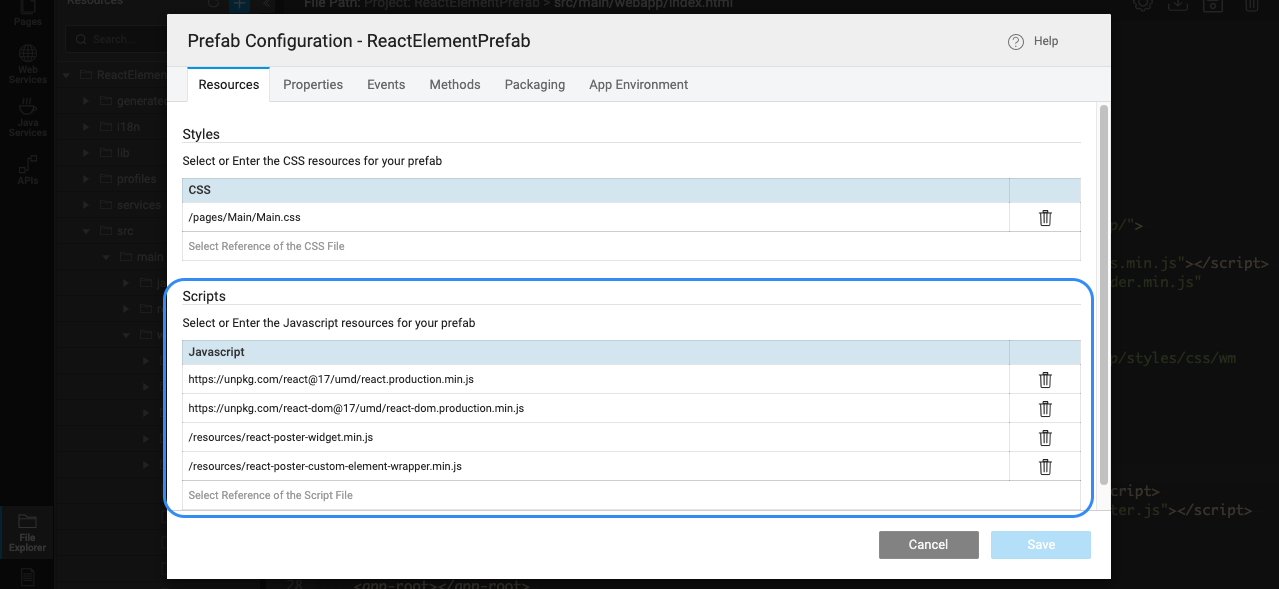 Pages
Resources
File Path: Project: ReactElementPrefab > src/main/webapp/index.html
Prefab Configuration - ReactElementPrefab
Help
Search...
Web
Services
Resources Properties Events Methods Packaging App Environment
ReactElemen
generated
Java
Services
i18n
lib
APIs
profiles
services
src
main
Styles
Select or Enter the CSS resources for your prefab
CSS
/pages/Main/Main.css
Select Reference of the CSS File
/">
s.min.js"></script>
der.min.js"
Scripts
Select or Enter the Javascript resources for your prefab
Javascript
https://unpkg.com/react@17/umd/react.production.min.js
https://unpkg.com/react-dom@17/umd/react-dom.production.min.js
/resources/react-poster-widget.min.js
/resources/react-poster-custom-element-wrapper.min.js
Select Reference of the Script File
p/styles/css/wm
cript>
ter.js"></script>
File
Explorer
Cancel Save
28 <app-root></app-root>